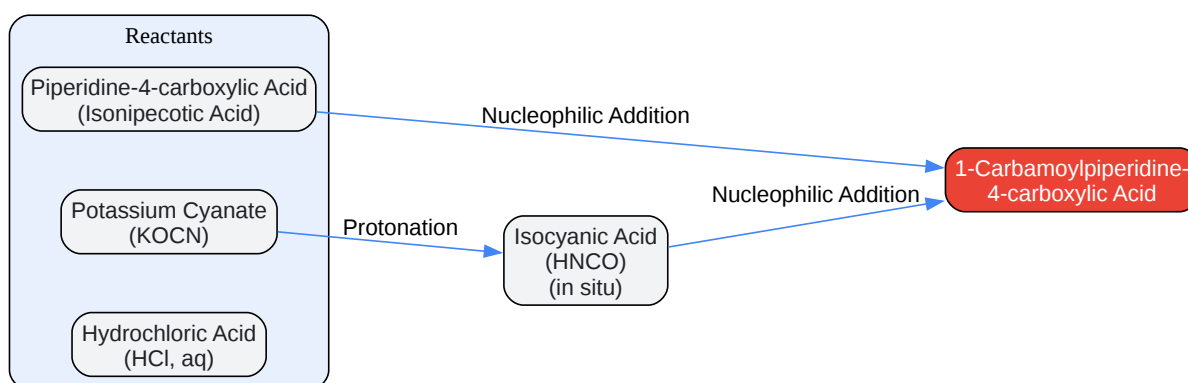 Reactants
Piperidine-4-carboxylic Acid
(Isonipecotic Acid)
Nucleophilic Addition
1-Carbamoylpiperidine-
4-carboxylic Acid
Potassium Cyanate
(KOCN)
Protonation
Isocyanic Acid
(HNCO)
(in situ)
Nucleophilic Addition
Hydrochloric Acid
(HCl, aq)